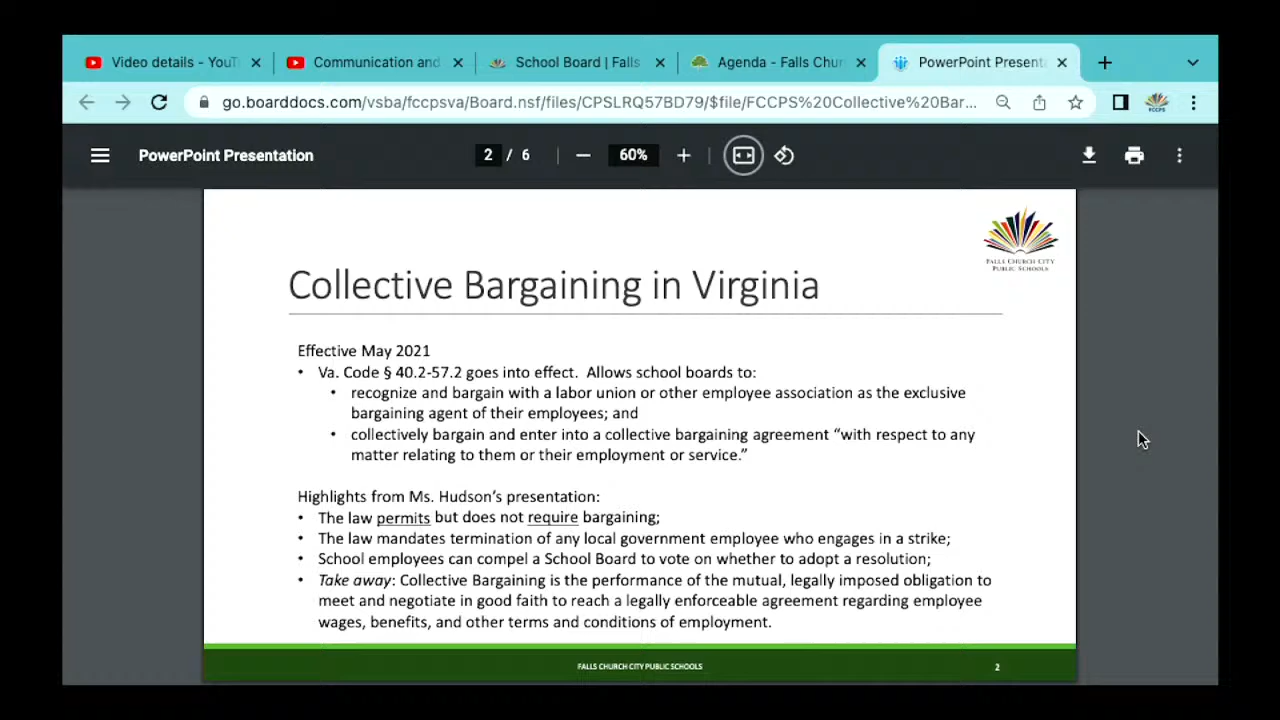 Video details - YouT
Communication and
School Board | Falls
Agenda - Falls Chur
PowerPoint Present
go.boarddocs.com/vsba/fccpsva/Board.nsf/files/CPSLRQ57BD79/$file/FCCPS%20Collective%20Bar...
FCCPS
PowerPoint Presentation
2 / 6
60%
FALLS CHURCH CITY
PUBLIC SCHOOLS
Collective Bargaining in Virginia
Effective May 2021
• Va. Code § 40.2-57.2 goes into effect. Allows school boards to:
• recognize and bargain with a labor union or other employee association as the exclusive
bargaining agent of their employees; and
• collectively bargain and enter into a collective bargaining agreement “with respect to any
matter relating to them or their employment or service.”
Highlights from Ms. Hudson’s presentation:
• The law permits but does not require bargaining;
• The law mandates termination of any local government employee who engages in a strike;
• School employees can compel a School Board to vote on whether to adopt a resolution;
• Take away: Collective Bargaining is the performance of the mutual, legally imposed obligation to
meet and negotiate in good faith to reach a legally enforceable agreement regarding employee
wages, benefits, and other terms and conditions of employment.
FALLS CHURCH CITY PUBLIC SCHOOLS
2